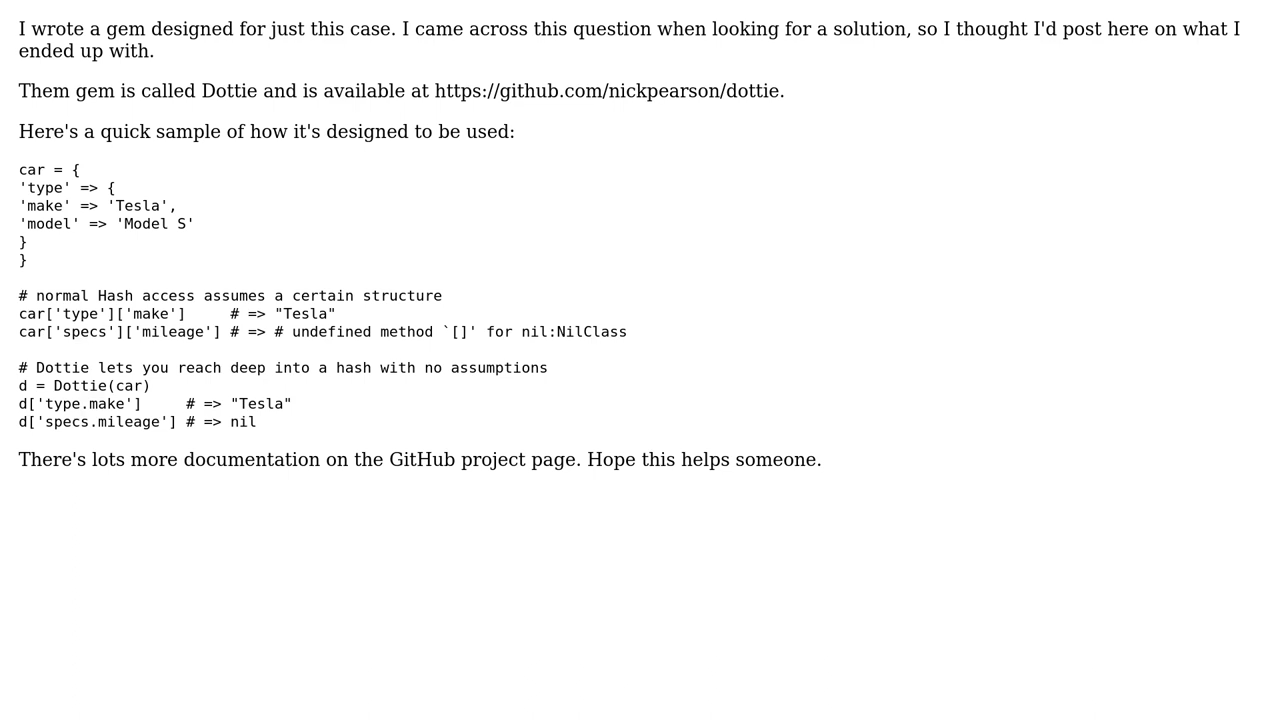 I wrote a gem designed for just this case. I came across this question when looking for a solution, so I thought I'd post here on what I
ended up with.
Them gem is called Dottie and is available at https://github.com/nickpearson/dottie.
Here's a quick sample of how it's designed to be used:
car = {
'type' => {
'make' => 'Tesla',
'model' => 'Model S'
}
}
# normal Hash access assumes a certain structure
car['type']['make']     # => "Tesla"
car['specs']['mileage'] # => # undefined method `[]' for nil:NilClass
# Dottie lets you reach deep into a hash with no assumptions
d = Dottie(car)
d['type.make']     # => "Tesla"
d['specs.mileage'] # => nil
There's lots more documentation on the GitHub project page. Hope this helps someone.